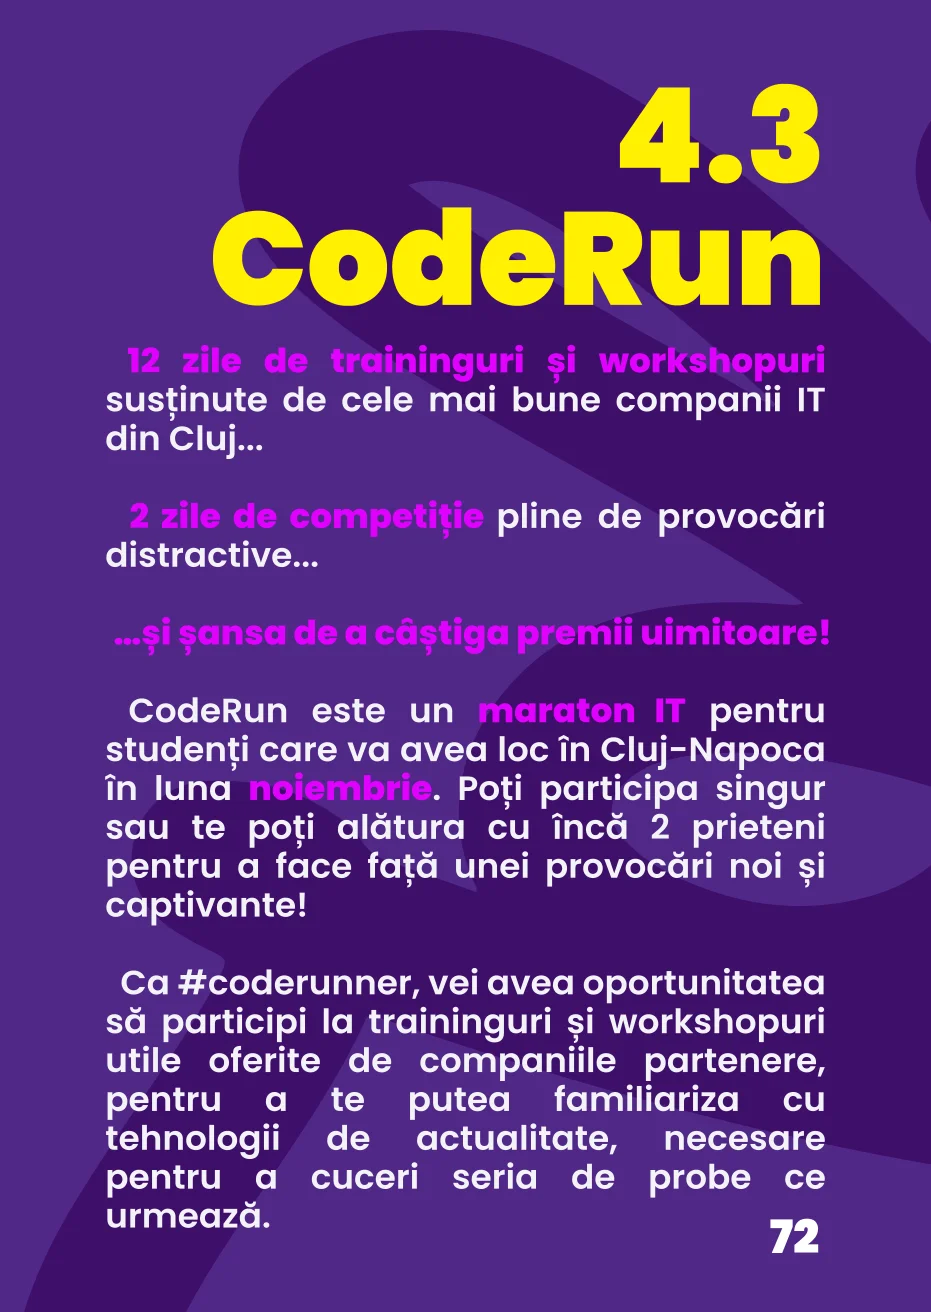 4.3
CodeRun
12 zile de traininguri și workshopuri
susținute de cele mai bune companii IT
din Cluj...
2 zile de competiție pline de provocări
distractive...
...și șansa de a câștiga premii uimitoare!
CodeRun este un maraton IT pentru
studenți care va avea loc în Cluj-Napoca
în luna noiembrie. Poți participa singur
sau te poți alătura cu încă 2 prieteni
pentru a face față unei provocări noi și
captivante!
Ca #coderunner, vei avea oportunitatea
să participi la traininguri și workshopuri
utile oferite de companiile partenere,
pentru a te putea familiariza cu
tehnologii de actualitate, necesare
pentru a cuceri seria de probe ce
urmează.
72